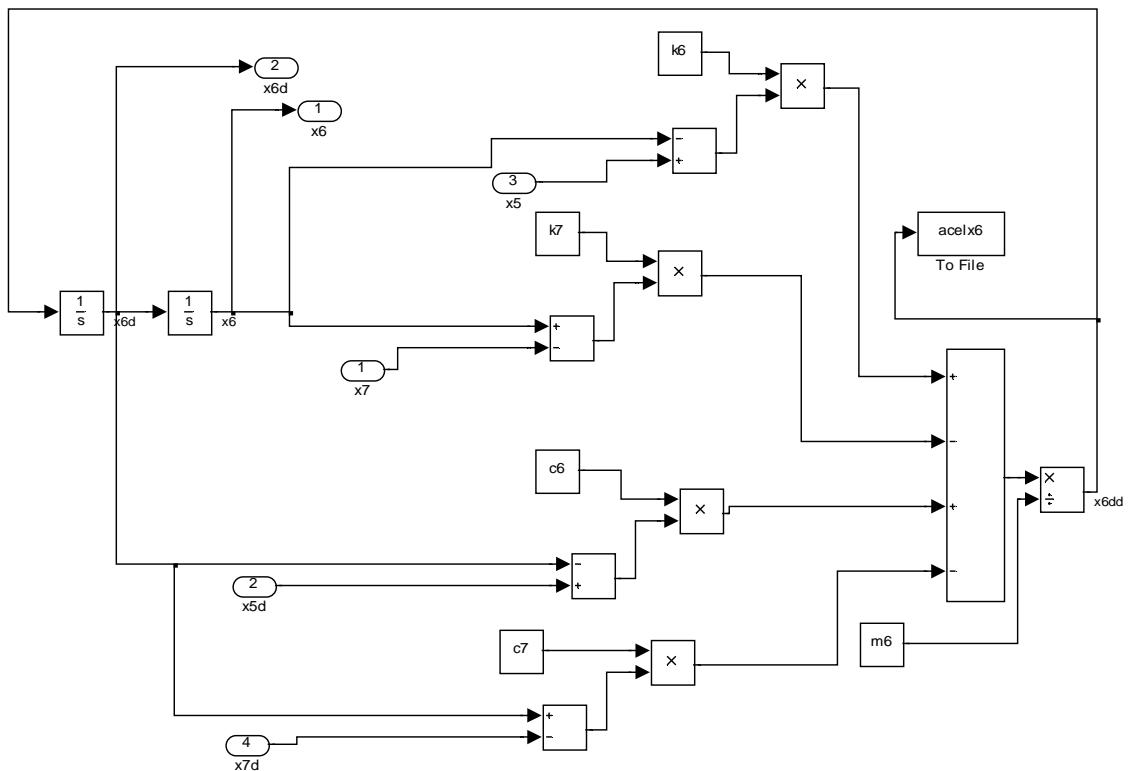 k6
2
x6d
×
1
x6
-
+
3
x5
k7
acelx6
To File
×
1
s
x6d
1
s
x6
+
-
1
x7
+
-
c6
×
×
÷
x6dd
+
-
+
2
x5d
-
c7
m6
×
+
-
4
x7d